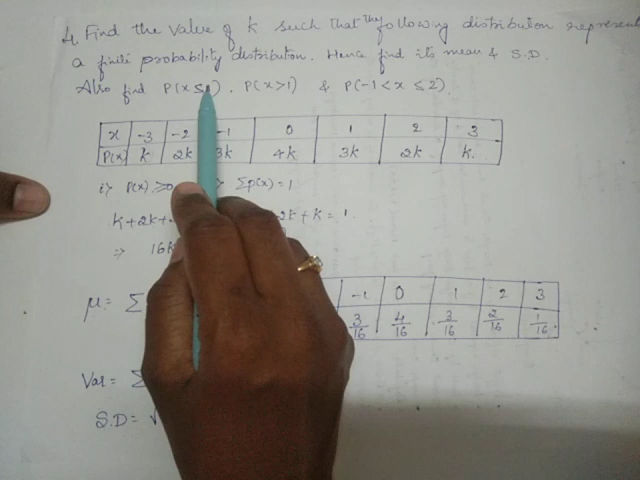 4. Find the value of k such that the following distribution represent
a finite probability distribution. Hence find its mean & S.D.
Also find P(x≤1), P(x>1) & P(-1<x≤2).
x -3 -2 -1 0 1 2 3
P(x) k 2k 3k 4k 3k 2k k.
i> P(x)≥0 > Σp(x)=1
k+2k+ 2k+k=1
⇒ 16k
μ= Σ -1 0 1 2 3
3/16 4/16 3/16 2/16 1/16
Var= Σ
S.D= √